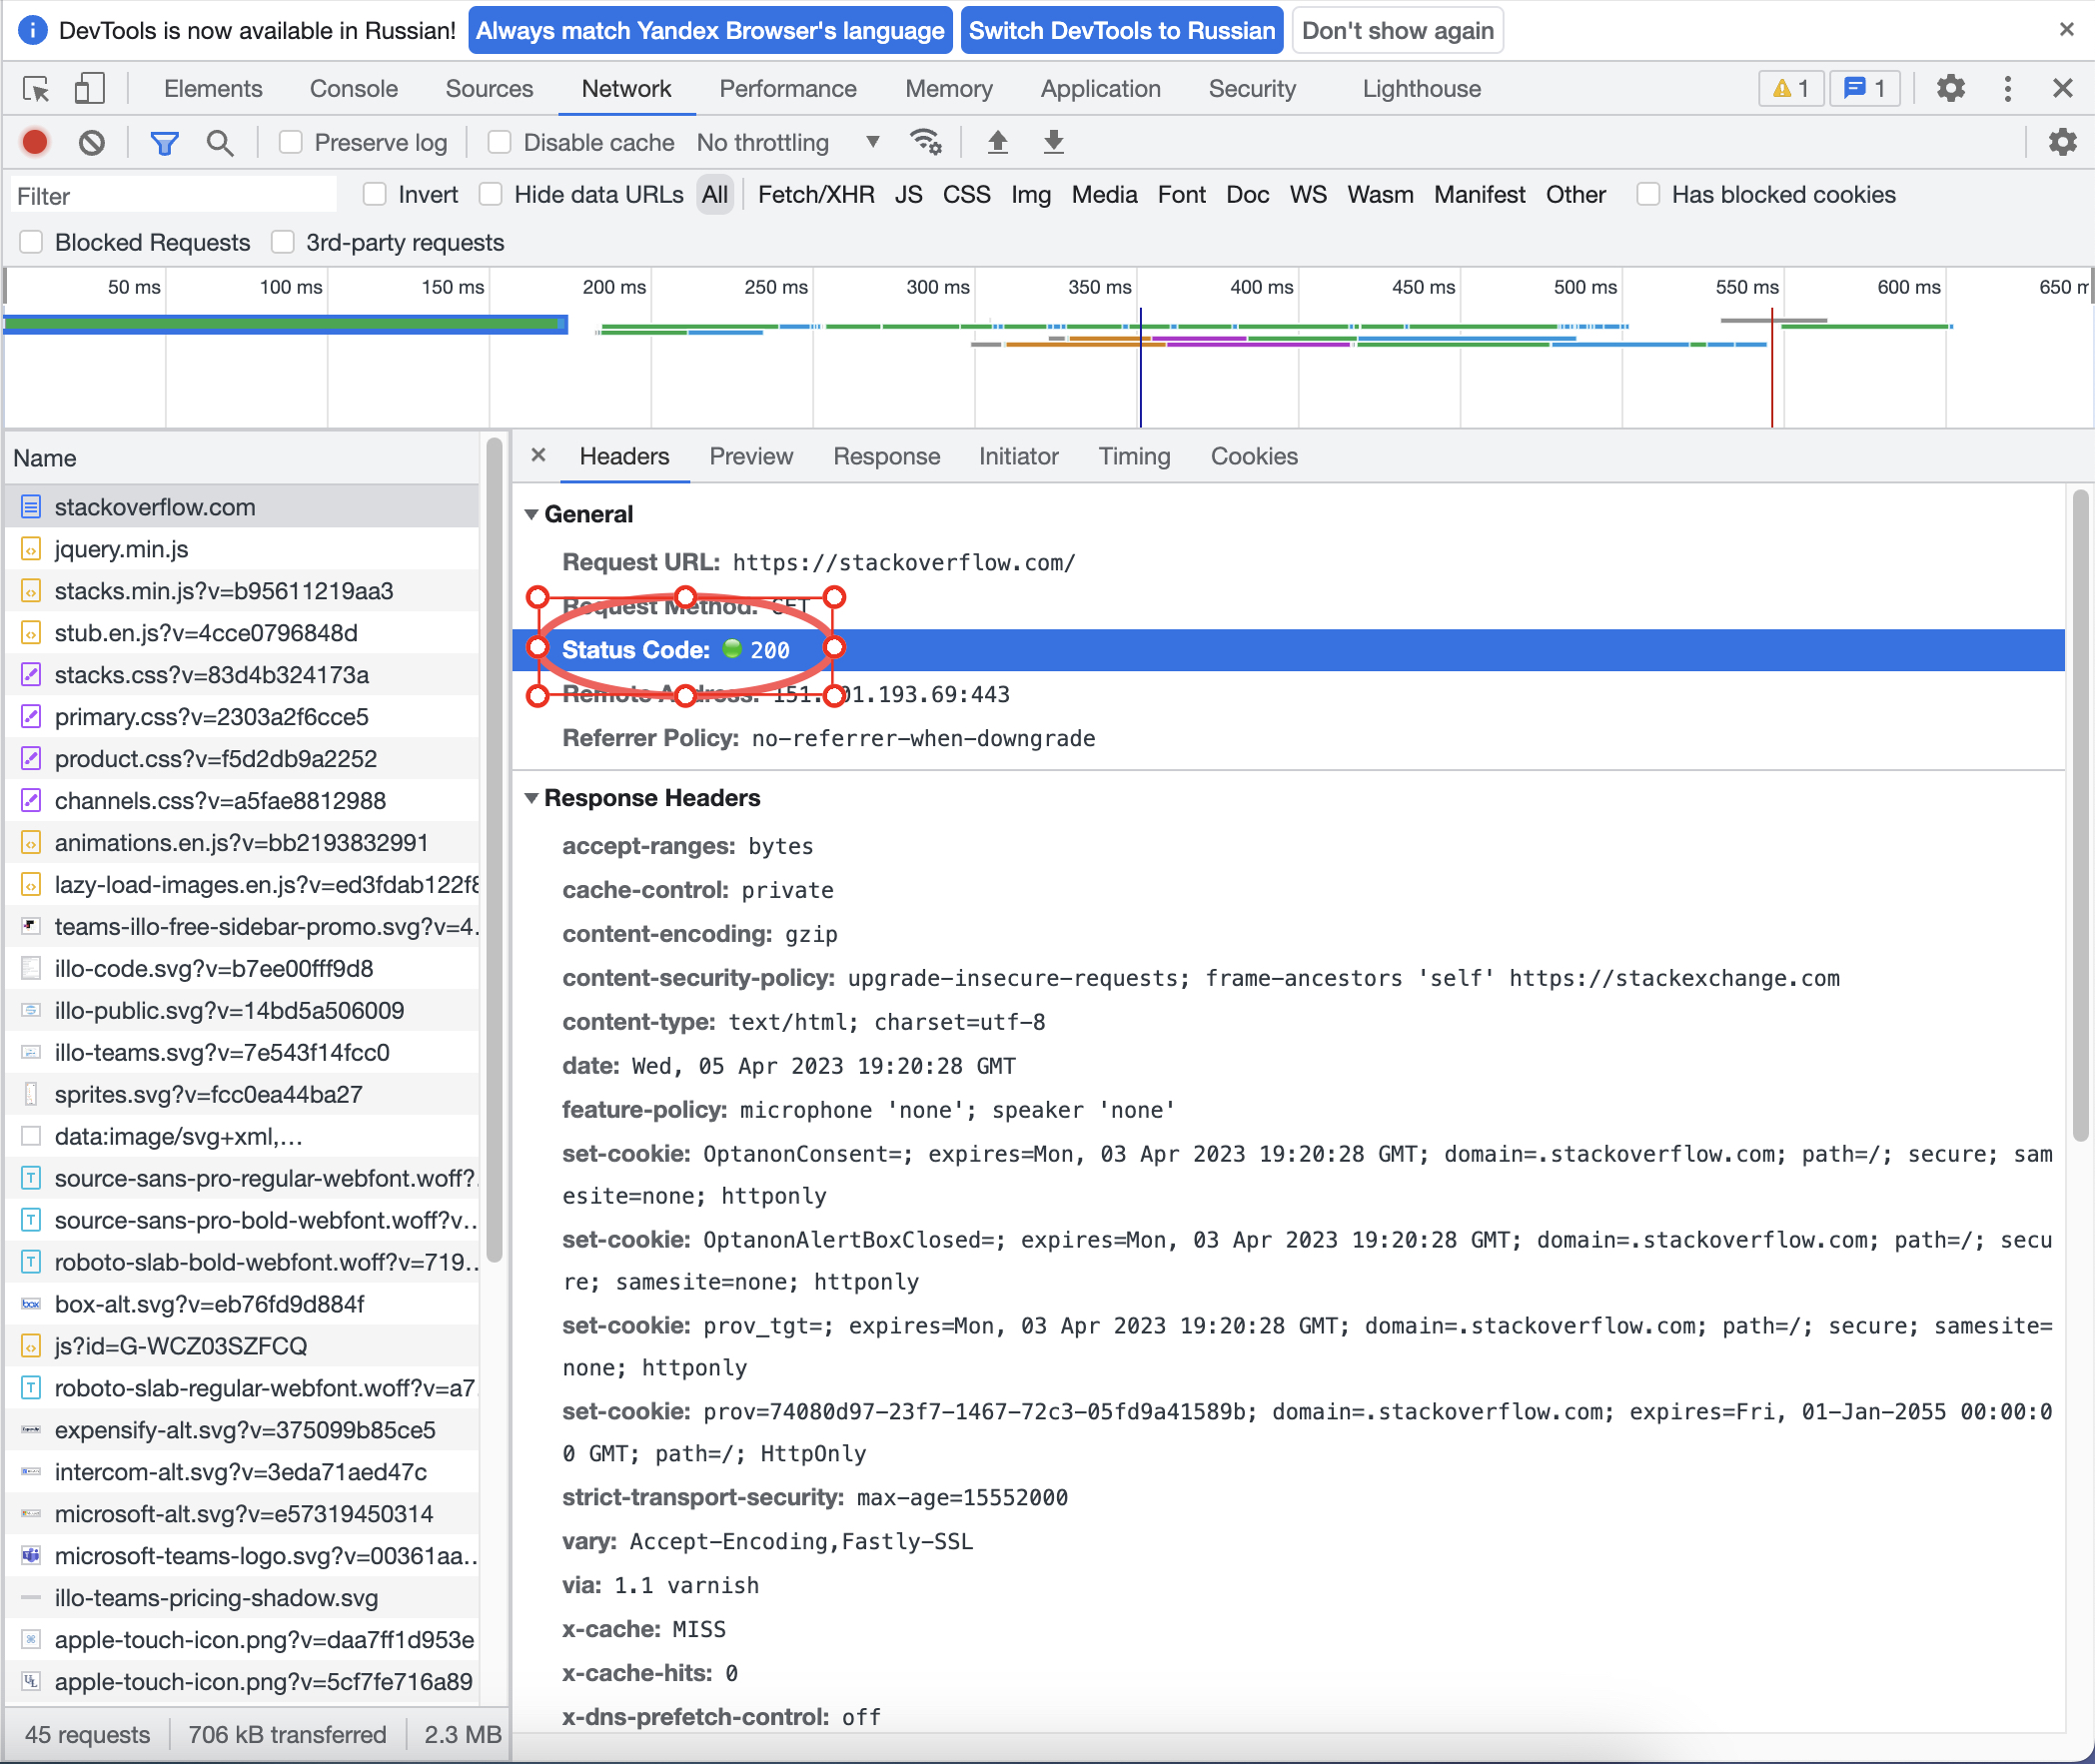 DevTools is now available in Russian! Always match Yandex Browser's language Switch DevTools to Russian Don't show again
Elements Console Sources Network Performance Memory Application Security Lighthouse 1 1
Preserve log Disable cache No throttling
Filter Invert Hide data URLs All Fetch/XHR JS CSS Img Media Font Doc WS Wasm Manifest Other Has blocked cookies
Blocked Requests 3rd-party requests
50 ms 100 ms 150 ms 200 ms 250 ms 300 ms 350 ms 400 ms 450 ms 500 ms 550 ms 600 ms 650
Name
stackoverflow.com
jquery.min.js
stacks.min.js?v=b95611219aa3
stub.en.js?v=4cce0796848d
stacks.css?v=83d4b324173a
primary.css?v=2303a2f6cce5
product.css?v=f5d2db9a2252
channels.css?v=a5fae8812988
animations.en.js?v=bb2193832991
lazy-load-images.en.js?v=ed3fdab122f8
teams-illo-free-sidebar-promo.svg?v=4.
illo-code.svg?v=b7ee00fff9d8
illo-public.svg?v=14bd5a506009
illo-teams.svg?v=7e543f14fcc0
sprites.svg?v=fcc0ea44ba27
data:image/svg+xml,...
source-sans-pro-regular-webfont.woff?.
source-sans-pro-bold-webfont.woff?v..
roboto-slab-bold-webfont.woff?v=719..
box-alt.svg?v=eb76fd9d884f
js?id=G-WCZ03SZFCQ
roboto-slab-regular-webfont.woff?v=a7.
expensify-alt.svg?v=375099b85ce5
intercom-alt.svg?v=3eda71aed47c
microsoft-alt.svg?v=e57319450314
microsoft-teams-logo.svg?v=00361aa..
illo-teams-pricing-shadow.svg
apple-touch-icon.png?v=daa7ff1d953e
apple-touch-icon.png?v=5cf7fe716a89
45 requests 706 kB transferred 2.3 MB
Headers Preview Response Initiator Timing Cookies
General
Request URL: https://stackoverflow.com/
Request Method: GET
Status Code: 200
Remote Address: 151.01.193.69:443
Referrer Policy: no-referrer-when-downgrade
Response Headers
accept-ranges: bytes
cache-control: private
content-encoding: gzip
content-security-policy: upgrade-insecure-requests; frame-ancestors 'self' https://stackexchange.com
content-type: text/html; charset=utf-8
date: Wed, 05 Apr 2023 19:20:28 GMT
feature-policy: microphone 'none'; speaker 'none'
set-cookie: OptanonConsent=; expires=Mon, 03 Apr 2023 19:20:28 GMT; domain=.stackoverflow.com; path=/; secure; sam
esite=none; httponly
set-cookie: OptanonAlertBoxClosed=; expires=Mon, 03 Apr 2023 19:20:28 GMT; domain=.stackoverflow.com; path=/; secu
re; samesite=none; httponly
set-cookie: prov_tgt=; expires=Mon, 03 Apr 2023 19:20:28 GMT; domain=.stackoverflow.com; path=/; secure; samesite=
none; httponly
set-cookie: prov=74080d97-23f7-1467-72c3-05fd9a41589b; domain=.stackoverflow.com; expires=Fri, 01-Jan-2055 00:00:0
0 GMT; path=/; HttpOnly
strict-transport-security: max-age=15552000
vary: Accept-Encoding,Fastly-SSL
via: 1.1 varnish
x-cache: MISS
x-cache-hits: 0
x-dns-prefetch-control: off